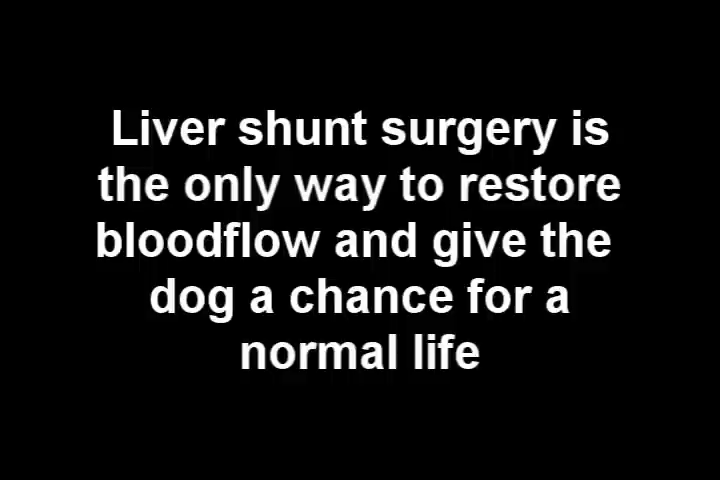 Liver shunt surgery is
the only way to restore
bloodflow and give the
dog a chance for a
normal life